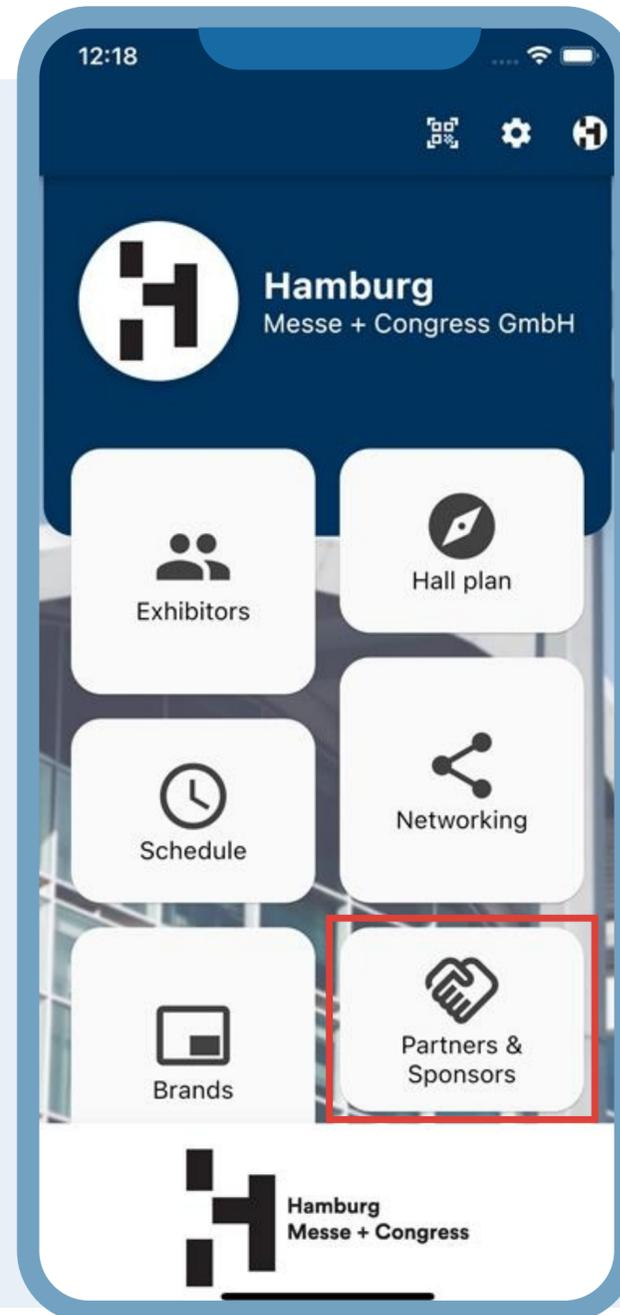 12:18
Hamburg
Messe + Congress GmbH
Exhibitors
Hall plan
Schedule
Networking
Brands
Partners &
Sponsors
Hamburg
Messe + Congress